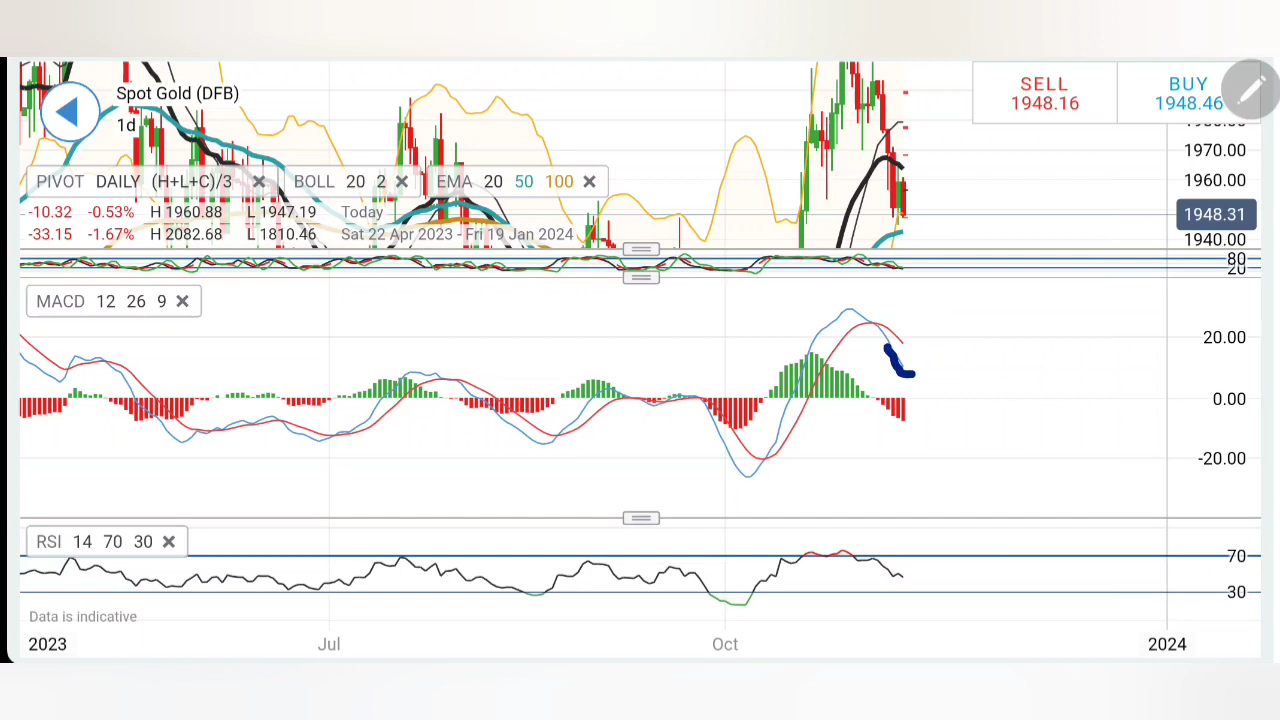 Spot Gold (DFB)
1d
SELL
1948.16
BUY
1948.46
1970.00
1960.00
1948.31
1940.00
PIVOT DAILY (H+L+C)/3
BOLL 20 2
EMA 20 50 100
-10.32 -0.53% H 1960.88 L 1947.19 Today
-33.15 -1.67% H 2082.68 L 1810.46 Sat 22 Apr 2023 - Fri 19 Jan 2024
80
20
MACD 12 26 9
20.00
0.00
-20.00
RSI 14 70 30
70
30
Data is indicative
2023 Jul Oct 2024